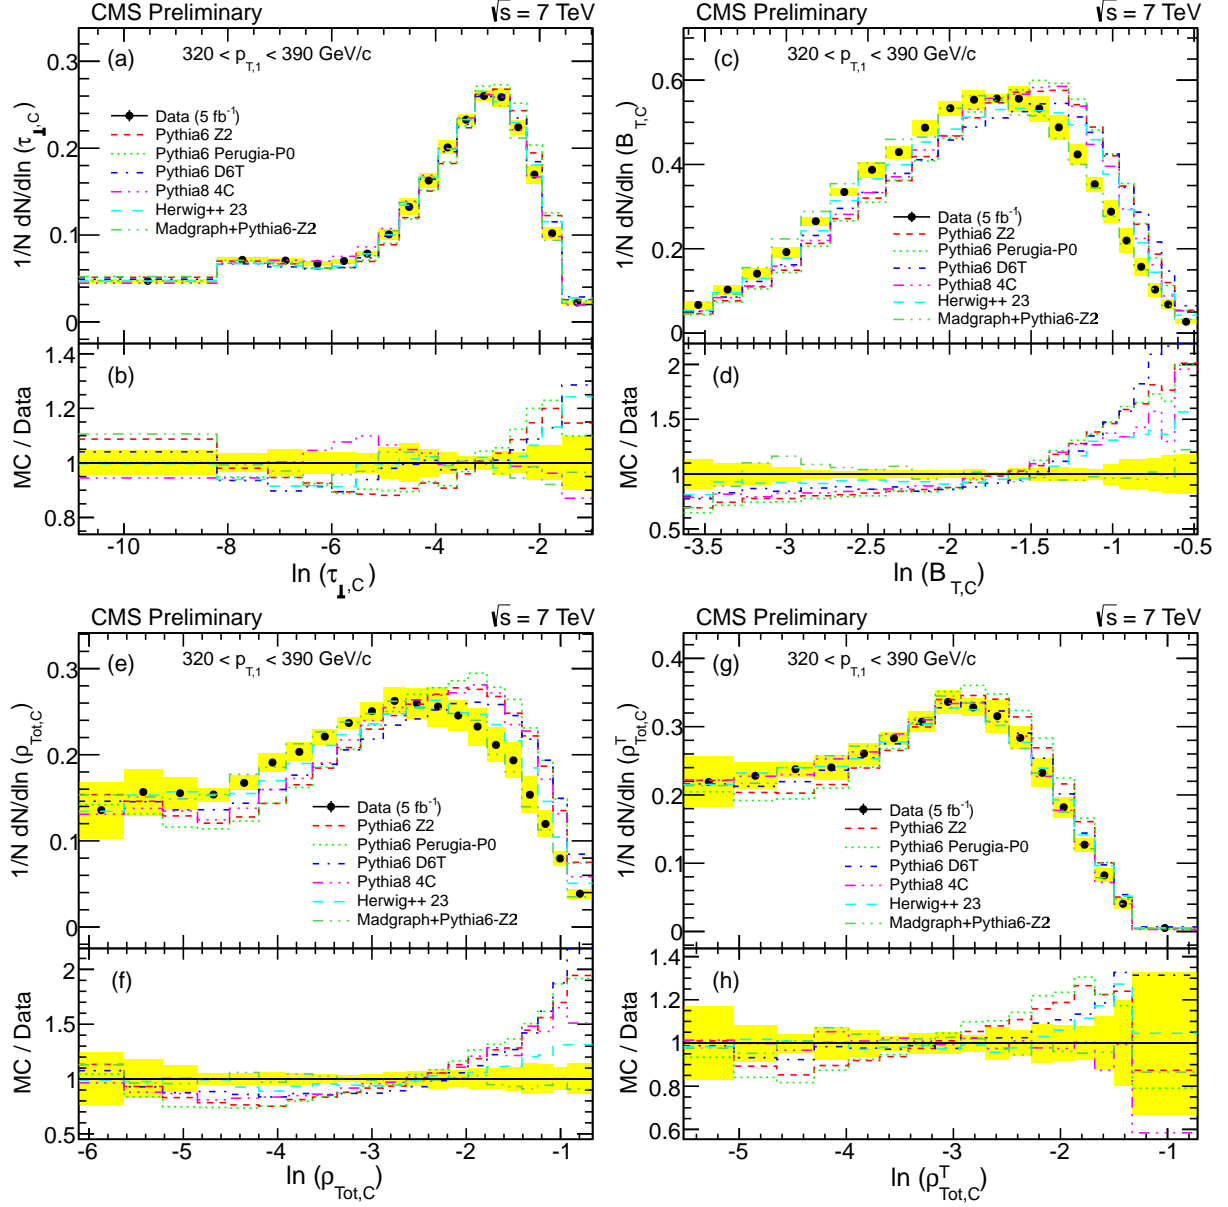 CMS Preliminary √s = 7 TeV
(a) 320 < p_T,1 < 390 GeV/c
1/N dN/dln (τ_⊥,C)
0.3
0.2
0.1
0
Data (5 fb⁻¹)
Pythia6 Z2
Pythia6 Perugia-P0
Pythia6 D6T
Pythia8 4C
Herwig++ 23
Madgraph+Pythia6-Z2
(b)
MC / Data
1.4
1.2
1
0.8
-10 -8 -6 -4 -2
ln (τ_⊥,C)
CMS Preliminary √s = 7 TeV
(c) 320 < p_T,1 < 390 GeV/c
1/N dN/dln (B_T,C)
0.6
0.4
0.2
0
Data (5 fb⁻¹)
Pythia6 Z2
Pythia6 Perugia-P0
Pythia6 D6T
Pythia8 4C
Herwig++ 23
Madgraph+Pythia6-Z2
(d)
MC / Data
2
1.5
1
0.5
-3.5 -3 -2.5 -2 -1.5 -1 -0.5
ln (B_T,C)
CMS Preliminary √s = 7 TeV
(e) 320 < p_T,1 < 390 GeV/c
1/N dN/dln (ρ_Tot,C)
0.3
0.2
0.1
0
Data (5 fb⁻¹)
Pythia6 Z2
Pythia6 Perugia-P0
Pythia6 D6T
Pythia8 4C
Herwig++ 23
Madgraph+Pythia6-Z2
(f)
MC / Data
2
1.5
1
0.5
-6 -5 -4 -3 -2 -1
ln (ρ_Tot,C)
CMS Preliminary √s = 7 TeV
(g) 320 < p_T,1 < 390 GeV/c
1/N dN/dln (ρ^T_Tot,C)
0.4
0.3
0.2
0.1
0
Data (5 fb⁻¹)
Pythia6 Z2
Pythia6 Perugia-P0
Pythia6 D6T
Pythia8 4C
Herwig++ 23
Madgraph+Pythia6-Z2
(h)
MC / Data
1.4
1.2
1
0.8
0.6
-5 -4 -3 -2 -1
ln (ρ^T_Tot,C)